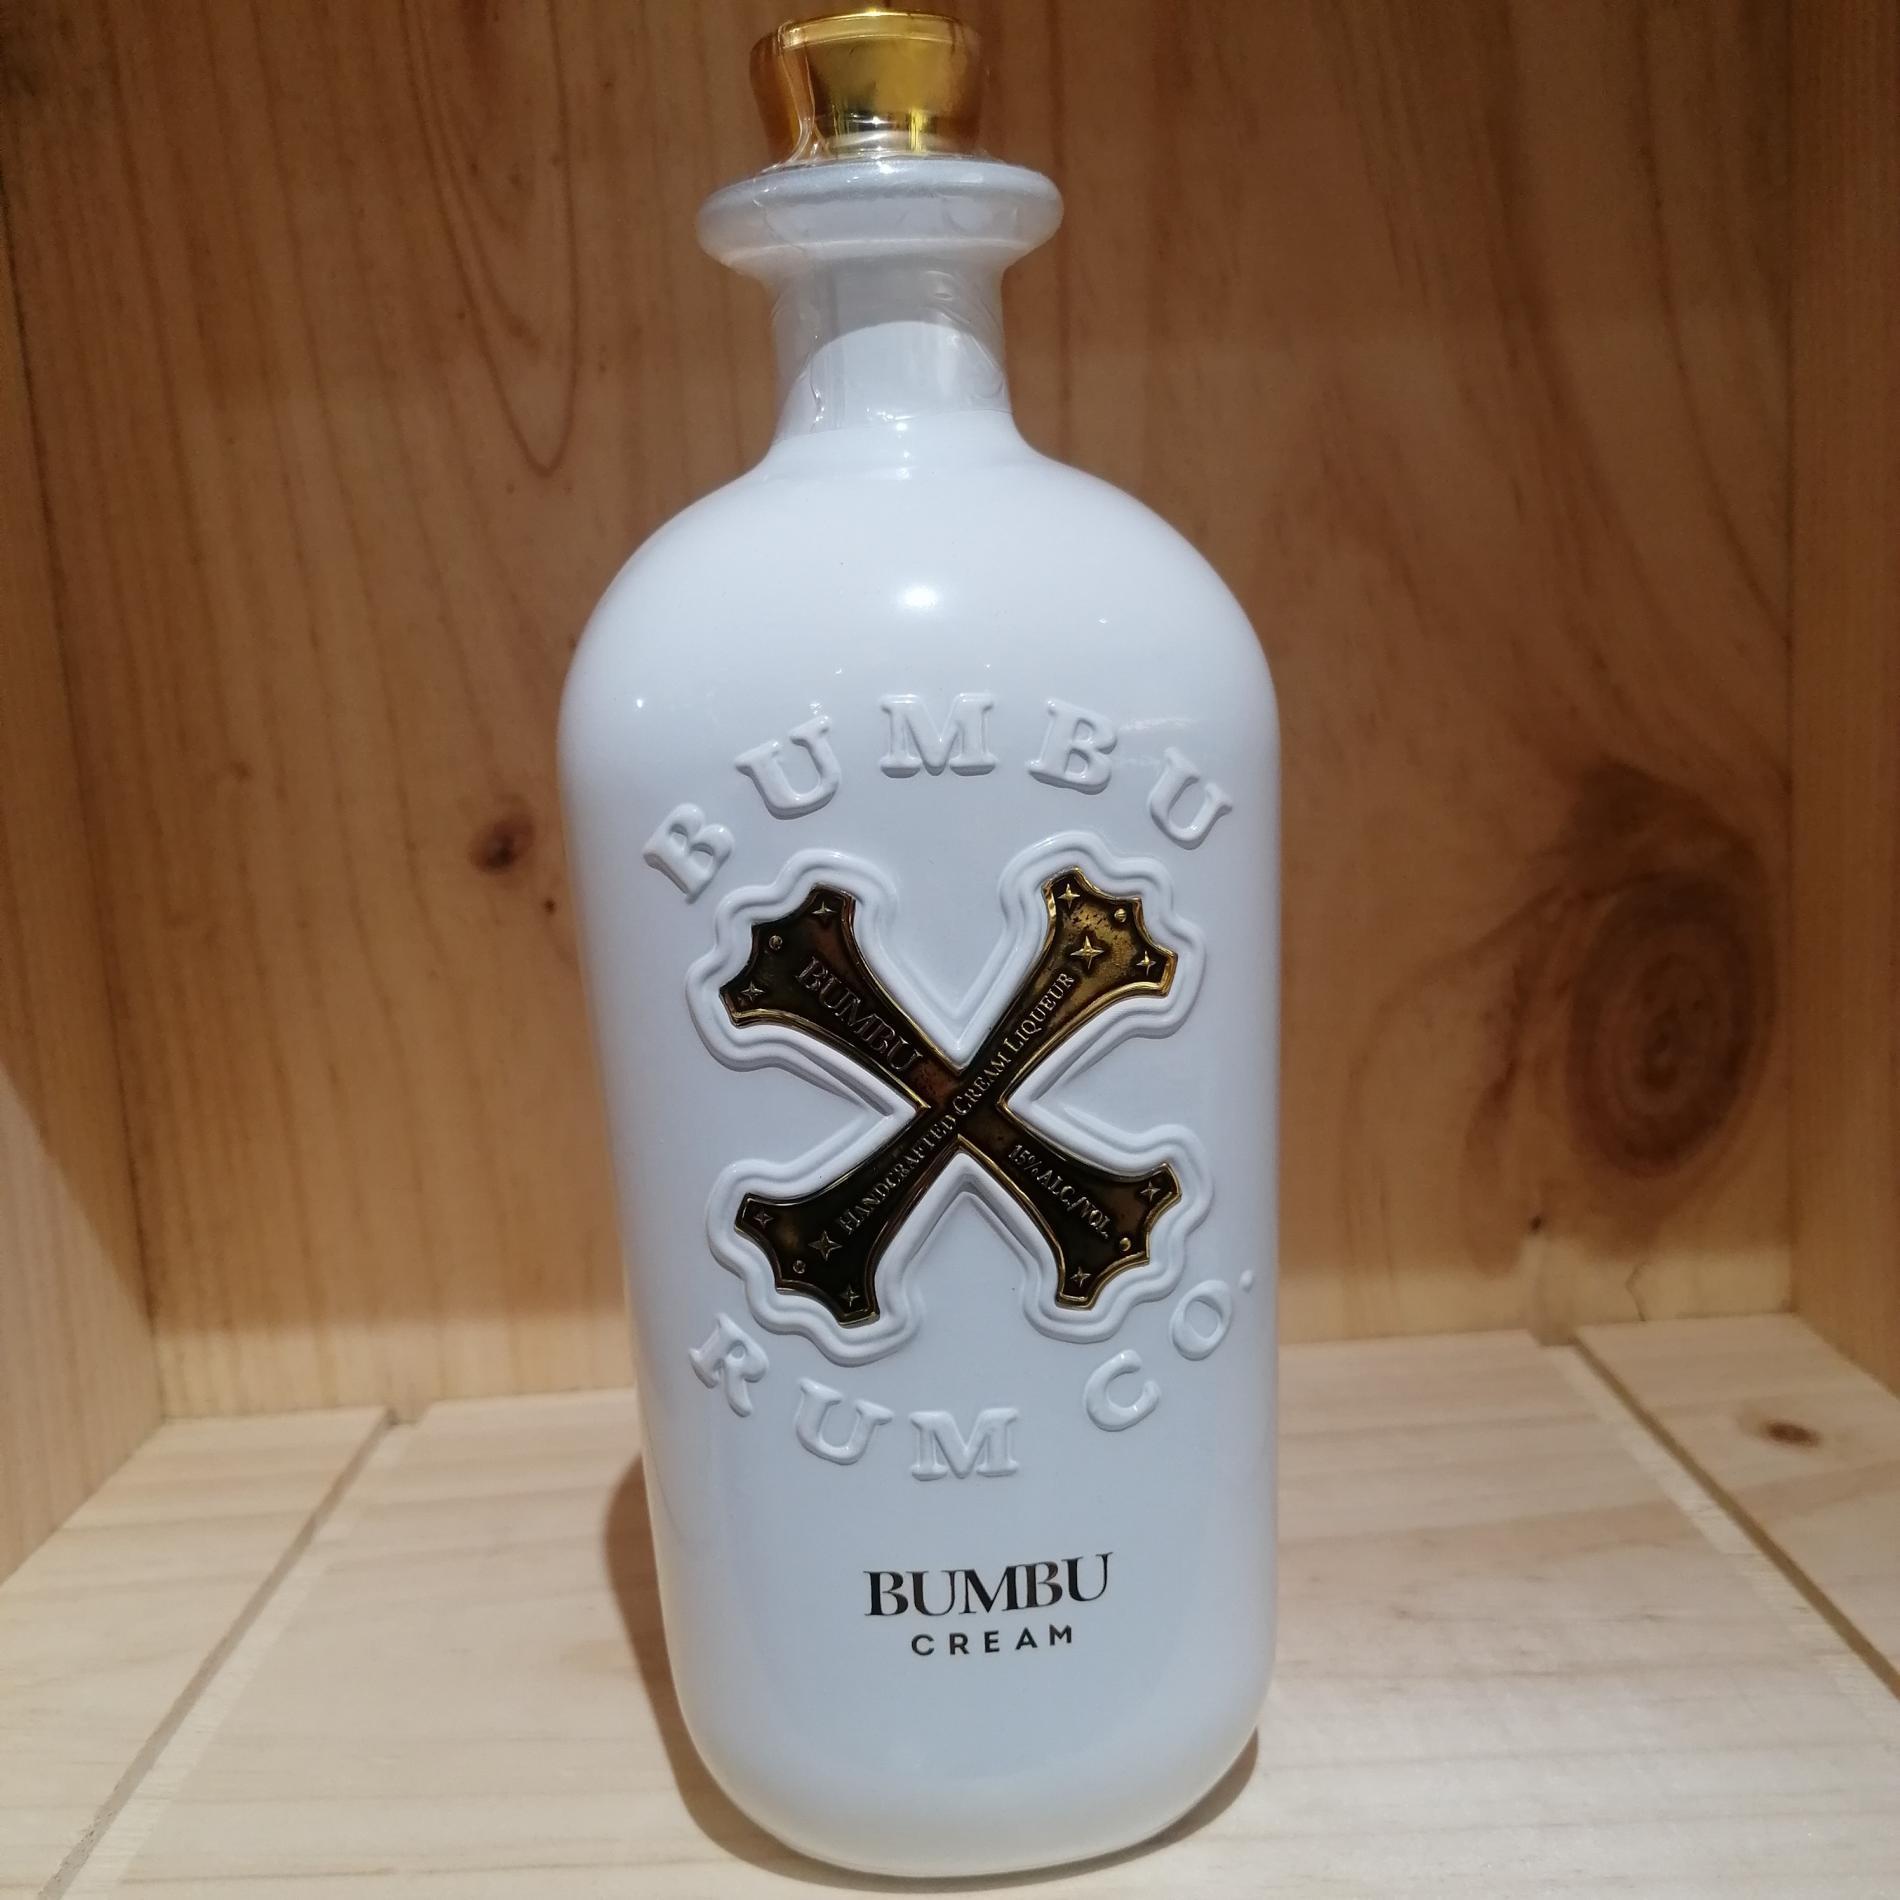 BUMBU
BUMBU
HANDCRAFTED CREAM LIQUEUR
15% ALC./VOL.
RUM CO.
BUMBU
CREAM